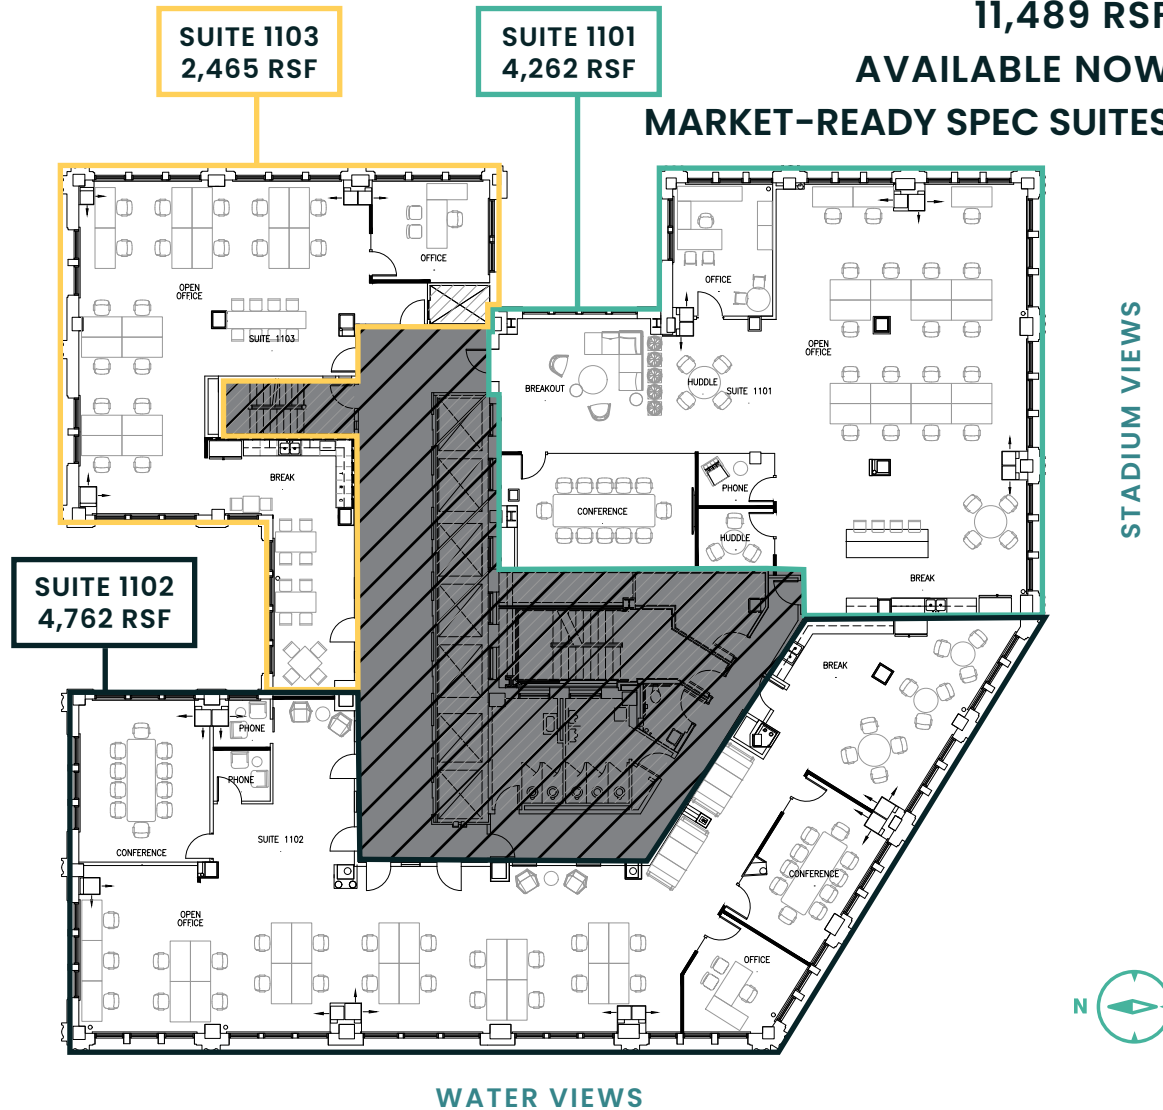 11,489 RSF
AVAILABLE NOW
MARKET-READY SPEC SUITES
SUITE 1103
2,465 RSF
SUITE 1101
4,262 RSF
OFFICE
OPEN
OFFICE
SUITE 1103
BREAK
OFFICE
OPEN
OFFICE
BREAKOUT
HUDDLE
SUITE 1101
PHONE
CONFERENCE
HUDDLE
BREAK
STADIUM VIEWS
SUITE 1102
4,762 RSF
BREAK
PHONE
PHONE
SUITE 1102
CONFERENCE
CONFERENCE
OPEN
OFFICE
OFFICE
N
WATER VIEWS